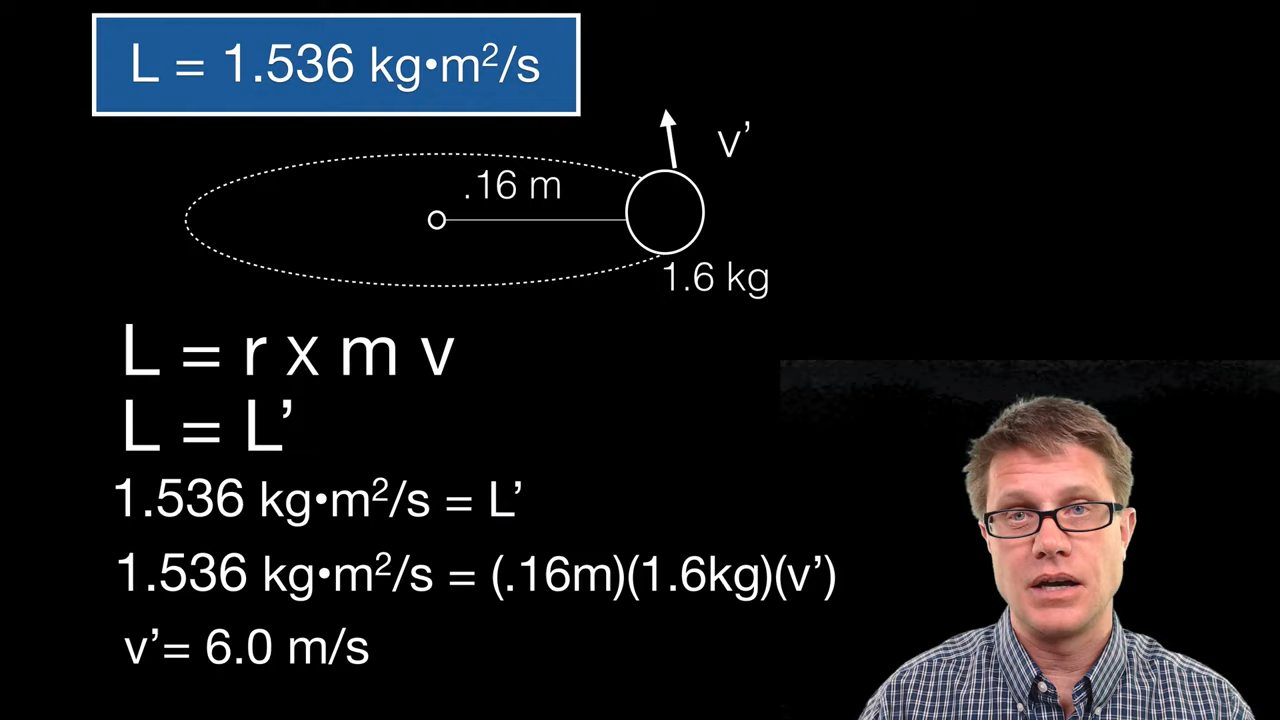 L = 1.536 kg•m²/s
v’
.16 m
1.6 kg
L = r x m v
L = L’
1.536 kg•m²/s = L’
1.536 kg•m²/s = (.16m)(1.6kg)(v’)
v’= 6.0 m/s